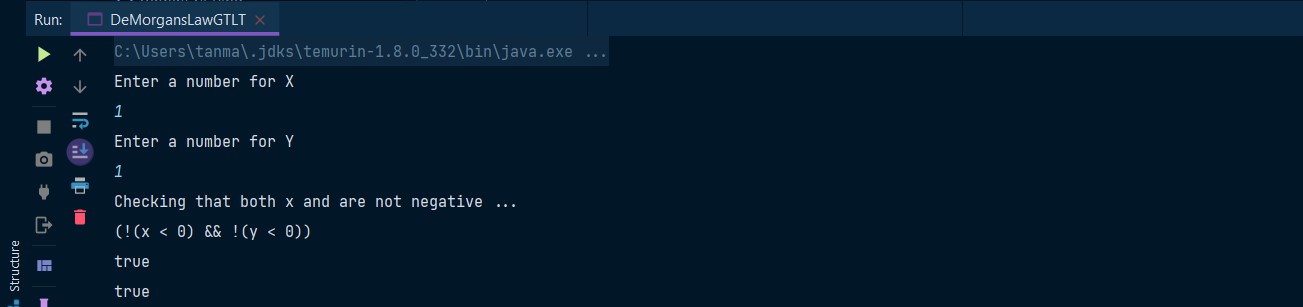 Run: DeMorgansLawGTLT ×
C:\Users\tanma\.jdks\temurin-1.8.0_332\bin\java.exe ...
Enter a number for X
1
Enter a number for Y
1
Checking that both x and are not negative ...
(!(x < 0) && !(y < 0))
true
true
Structure